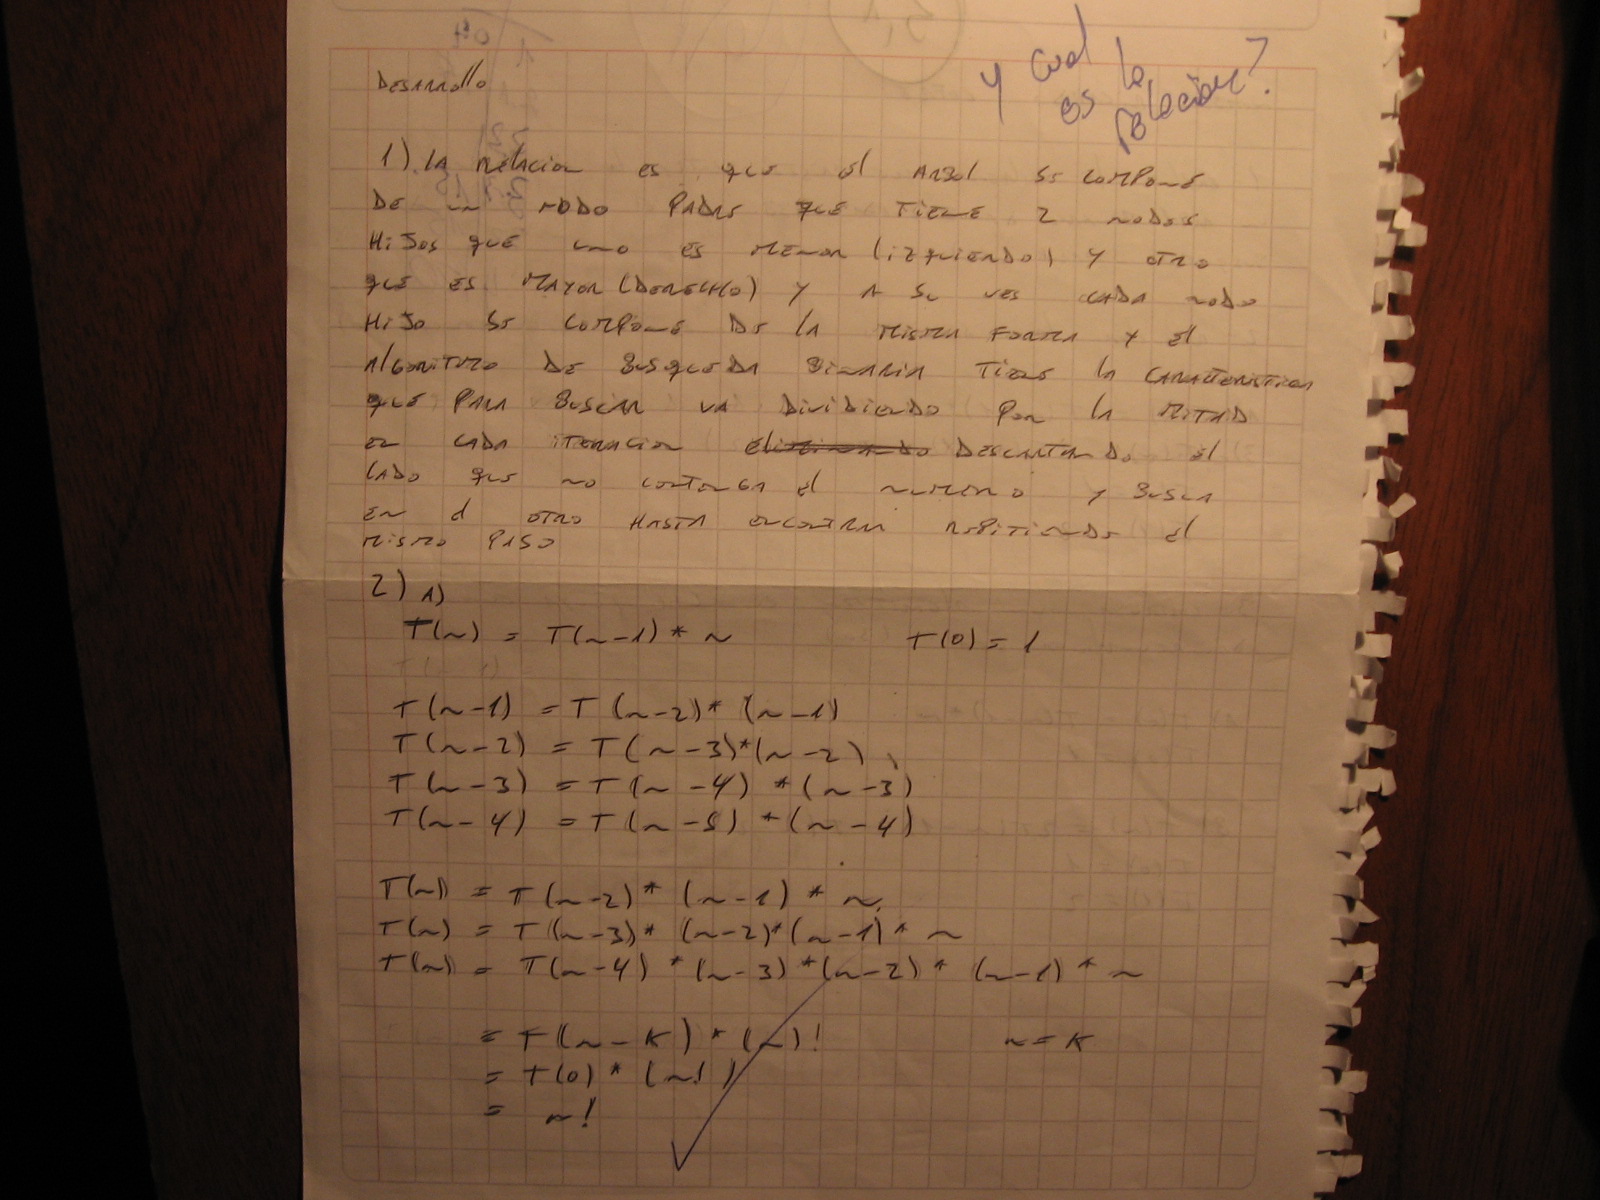 Y cual
es la
relación?
Desarrollo
1). LA Relacion es que el Arbol se compone
De un nodo Padre que tiene 2 nodos
Hijos que uno es menor (izquierdo) y otro
que es Mayor (Derecho) y A su ves cada nodo
Hijo se compone De la misma forma y el
Algoritmo De Busqueda Binaria tiene la caracteristica
que para Buscar va Dividiendo por la mitad
en cada iteracion eliminando Descartando el
lado que no contenga el numero y Busca
en el otro Hasta encontrar repitiendo el
mismo paso
2) 1)
T(n) = T(n-1) * n T(0) = 1
T(n-1) = T(n-2) * (n-1)
T(n-2) = T(n-3)*(n-2)
T(n-3) = T(n-4) * (n-3)
T(n-4) = T(n-5) * (n-4)
T(n) = T(n-2) * (n-1) * n
T(n) = T(n-3)* (n-2)*(n-1)* n
T(n) = T(n-4) * (n-3) * (n-2) * (n-1) * n
= T(n-K) * (n)! n = K
= T(0) * (n!)
= n!